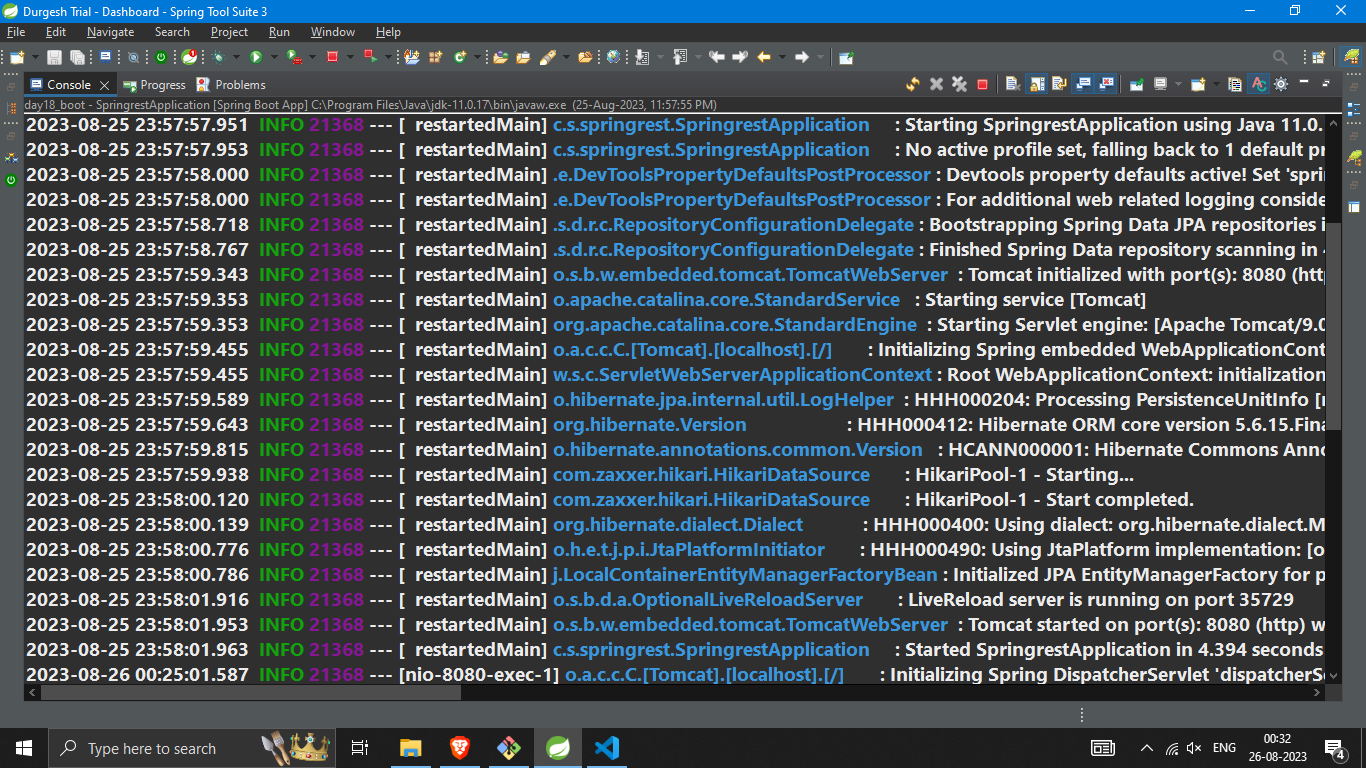 Durgesh Trial - Dashboard - Spring Tool Suite 3
File Edit Navigate Search Project Run Window Help
Console Progress Problems
day18_boot - SpringrestApplication [Spring Boot App] C:\Program Files\Java\jdk-11.0.17\bin\javaw.exe (25-Aug-2023, 11:57:55 PM)
2023-08-25 23:57:57.951 INFO 21368 --- [ restartedMain] c.s.springrest.SpringrestApplication : Starting SpringrestApplication using Java 11.0.
2023-08-25 23:57:57.953 INFO 21368 --- [ restartedMain] c.s.springrest.SpringrestApplication : No active profile set, falling back to 1 default pr
2023-08-25 23:57:58.000 INFO 21368 --- [ restartedMain] .e.DevToolsPropertyDefaultsPostProcessor : Devtools property defaults active! Set 'spri
2023-08-25 23:57:58.000 INFO 21368 --- [ restartedMain] .e.DevToolsPropertyDefaultsPostProcessor : For additional web related logging conside
2023-08-25 23:57:58.718 INFO 21368 --- [ restartedMain] .s.d.r.c.RepositoryConfigurationDelegate : Bootstrapping Spring Data JPA repositories i
2023-08-25 23:57:58.767 INFO 21368 --- [ restartedMain] .s.d.r.c.RepositoryConfigurationDelegate : Finished Spring Data repository scanning in
2023-08-25 23:57:59.343 INFO 21368 --- [ restartedMain] o.s.b.w.embedded.tomcat.TomcatWebServer : Tomcat initialized with port(s): 8080 (http
2023-08-25 23:57:59.353 INFO 21368 --- [ restartedMain] o.apache.catalina.core.StandardService : Starting service [Tomcat]
2023-08-25 23:57:59.353 INFO 21368 --- [ restartedMain] org.apache.catalina.core.StandardEngine : Starting Servlet engine: [Apache Tomcat/9.0
2023-08-25 23:57:59.455 INFO 21368 --- [ restartedMain] o.a.c.c.C.[Tomcat].[localhost].[/] : Initializing Spring embedded WebApplicationCont
2023-08-25 23:57:59.455 INFO 21368 --- [ restartedMain] w.s.c.ServletWebServerApplicationContext : Root WebApplicationContext: initialization
2023-08-25 23:57:59.589 INFO 21368 --- [ restartedMain] o.hibernate.jpa.internal.util.LogHelper : HHH000204: Processing PersistenceUnitInfo [
2023-08-25 23:57:59.643 INFO 21368 --- [ restartedMain] org.hibernate.Version : HHH000412: Hibernate ORM core version 5.6.15.Fina
2023-08-25 23:57:59.815 INFO 21368 --- [ restartedMain] o.hibernate.annotations.common.Version : HCANN000001: Hibernate Commons Anno
2023-08-25 23:57:59.938 INFO 21368 --- [ restartedMain] com.zaxxer.hikari.HikariDataSource : HikariPool-1 - Starting...
2023-08-25 23:58:00.120 INFO 21368 --- [ restartedMain] com.zaxxer.hikari.HikariDataSource : HikariPool-1 - Start completed.
2023-08-25 23:58:00.139 INFO 21368 --- [ restartedMain] org.hibernate.dialect.Dialect : HHH000400: Using dialect: org.hibernate.dialect.M
2023-08-25 23:58:00.776 INFO 21368 --- [ restartedMain] o.h.e.t.j.p.i.JtaPlatformInitiator : HHH000490: Using JtaPlatform implementation: [o
2023-08-25 23:58:00.786 INFO 21368 --- [ restartedMain] j.LocalContainerEntityManagerFactoryBean : Initialized JPA EntityManagerFactory for p
2023-08-25 23:58:01.916 INFO 21368 --- [ restartedMain] o.s.b.d.a.OptionalLiveReloadServer : LiveReload server is running on port 35729
2023-08-25 23:58:01.953 INFO 21368 --- [ restartedMain] o.s.b.w.embedded.tomcat.TomcatWebServer : Tomcat started on port(s): 8080 (http) w
2023-08-25 23:58:01.963 INFO 21368 --- [ restartedMain] c.s.springrest.SpringrestApplication : Started SpringrestApplication in 4.394 seconds
2023-08-26 00:25:01.587 INFO 21368 --- [nio-8080-exec-1] o.a.c.c.C.[Tomcat].[localhost].[/] : Initializing Spring DispatcherServlet 'dispatcherSe
Type here to search
ENG
00:32
26-08-2023
4